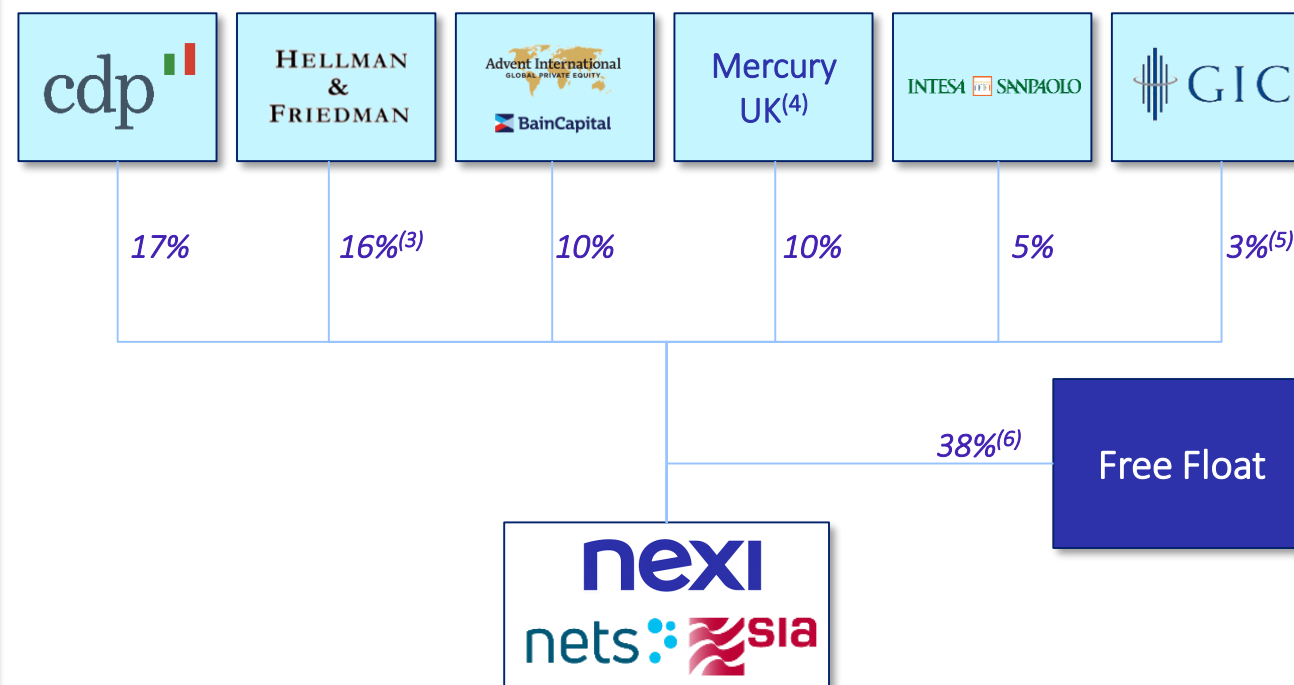 cdp
HELLMAN
&
FRIEDMAN
Advent International
GLOBAL PRIVATE EQUITY
BainCapital
Mercury
UK(4)
INTESA SANPAOLO
GIC
17%
16%(3)
10%
10%
5%
3%(5)
38%(6)
Free Float
nexi
nets sia